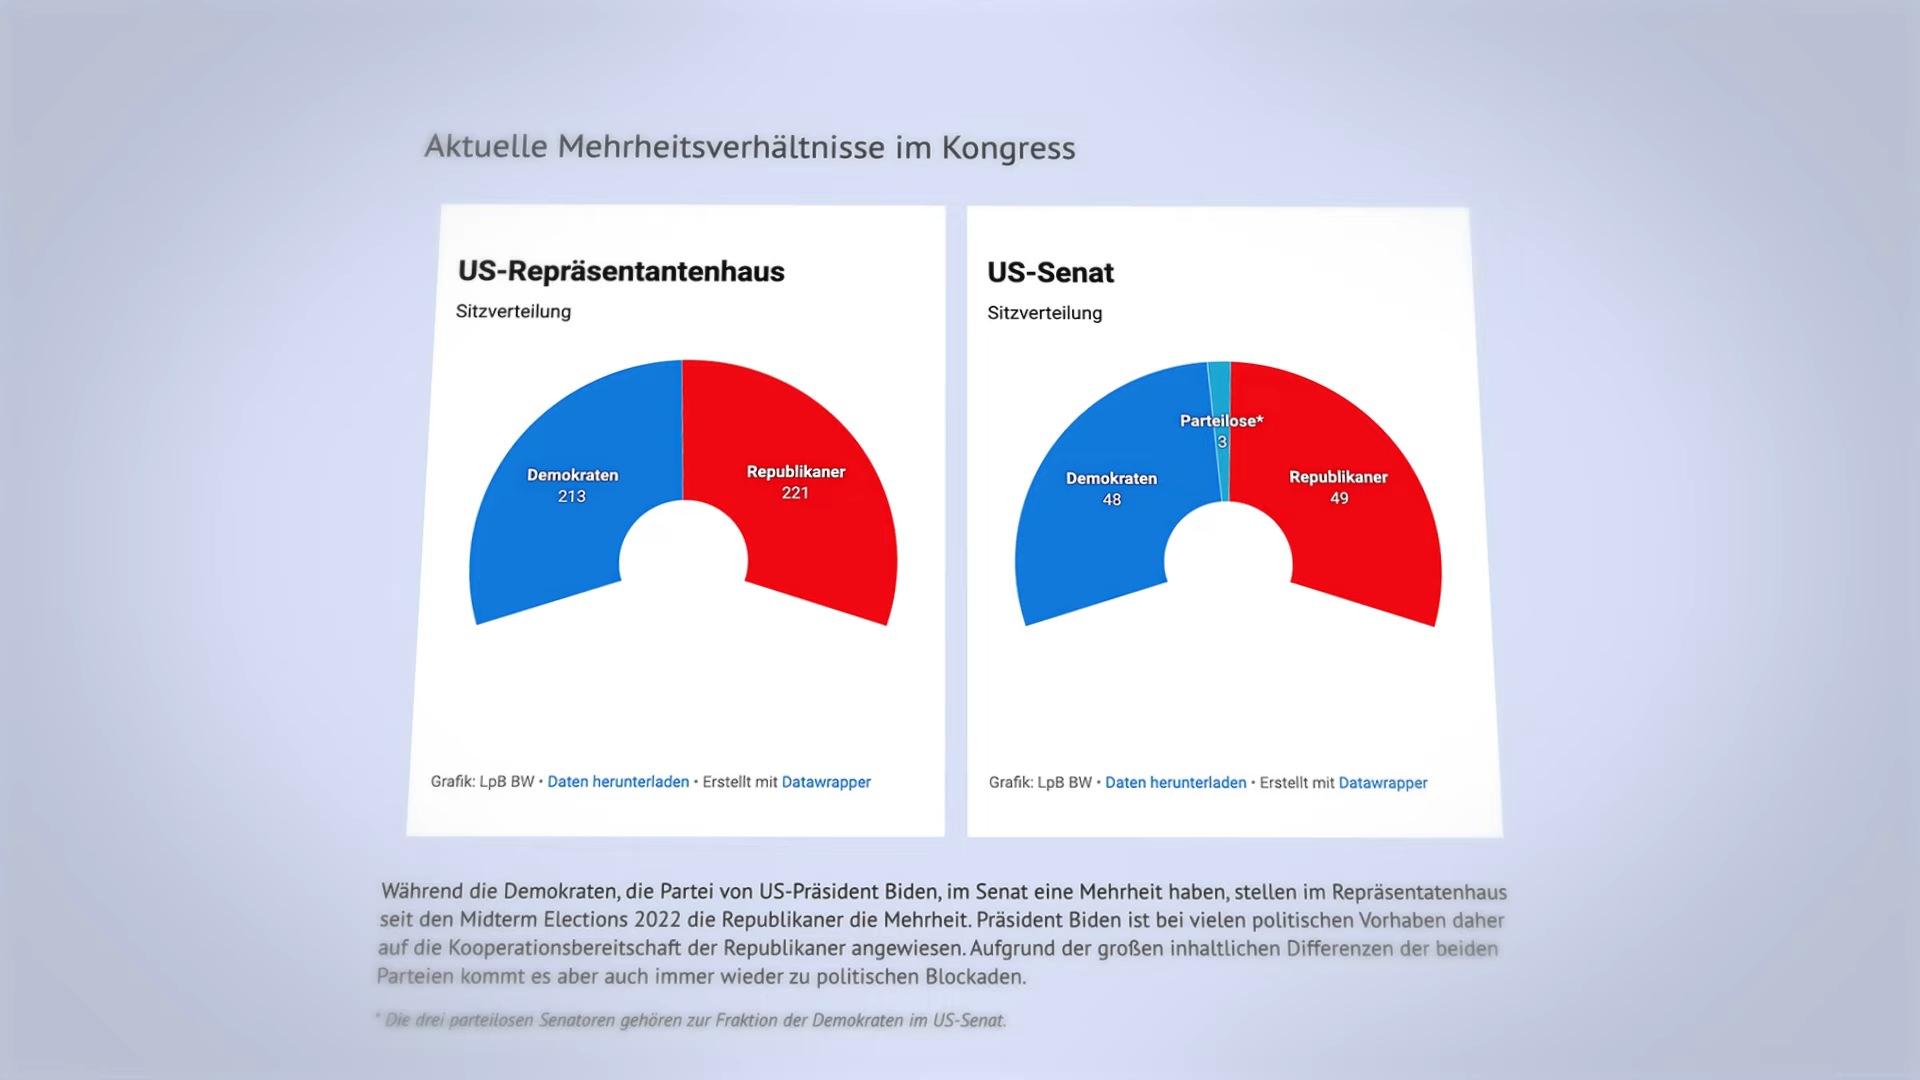 Aktuelle Mehrheitsverhältnisse im Kongress
US-Repräsentantenhaus
Sitzverteilung
Demokraten
213
Republikaner
221
Grafik: LpB BW • Daten herunterladen • Erstellt mit Datawrapper
US-Senat
Sitzverteilung
Parteilose*
3
Demokraten
48
Republikaner
49
Grafik: LpB BW • Daten herunterladen • Erstellt mit Datawrapper
Während die Demokraten, die Partei von US-Präsident Biden, im Senat eine Mehrheit haben, stellen im Repräsentatenhaus
seit den Midterm Elections 2022 die Republikaner die Mehrheit. Präsident Biden ist bei vielen politischen Vorhaben daher
auf die Kooperationsbereitschaft der Republikaner angewiesen. Aufgrund der großen inhaltlichen Differenzen der beiden
Parteien kommt es aber auch immer wieder zu politischen Blockaden.
* Die drei parteilosen Senatoren gehören zur Fraktion der Demokraten im US-Senat.